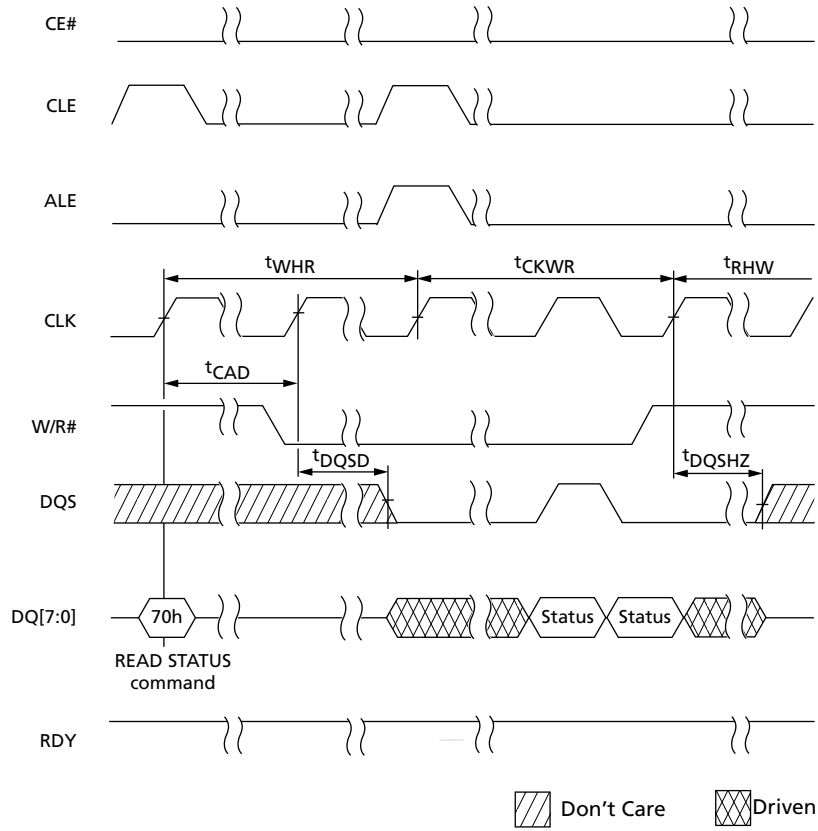 CE#
CLE
ALE
tWHR tCKWR tRHW
CLK
tCAD
W/R#
tDQSD tDQSHZ
DQS
DQ[7:0] 70h Status Status
READ STATUS
command
RDY
Don't Care Driven